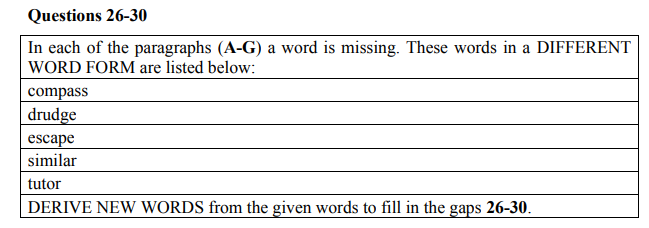 Questions 26-30
In each of the paragraphs (A-G) a word is missing. These words in a DIFFERENT
WORD FORM are listed below:
compass
drudge
escape
similar
tutor
DERIVE NEW WORDS from the given words to fill in the gaps 26-30.